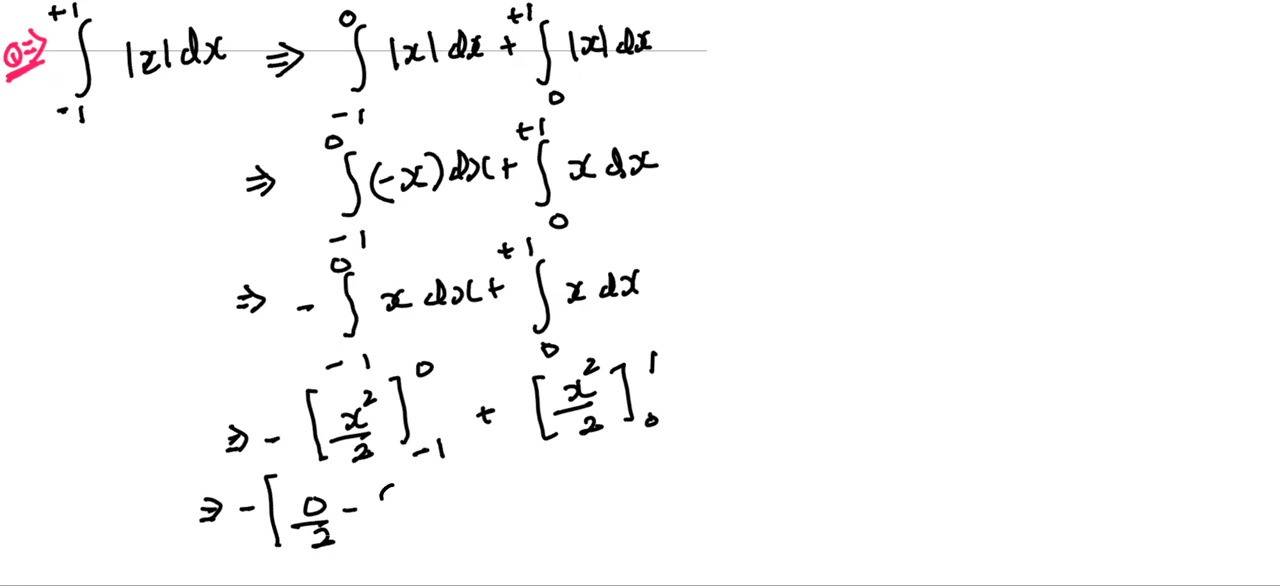 ①⇒ ∫_{-1}^{+1} |x| dx ⇒ ∫_{-1}^{0} |x| dx + ∫_{0}^{+1} |x| dx
⇒ ∫_{-1}^{0} (-x) dx + ∫_{0}^{+1} x dx
⇒ - ∫_{-1}^{0} x dx + ∫_{0}^{+1} x dx
⇒ - [x²/2]_{-1}^{0} + [x²/2]_{0}^{1}
⇒ - [0/2 - (